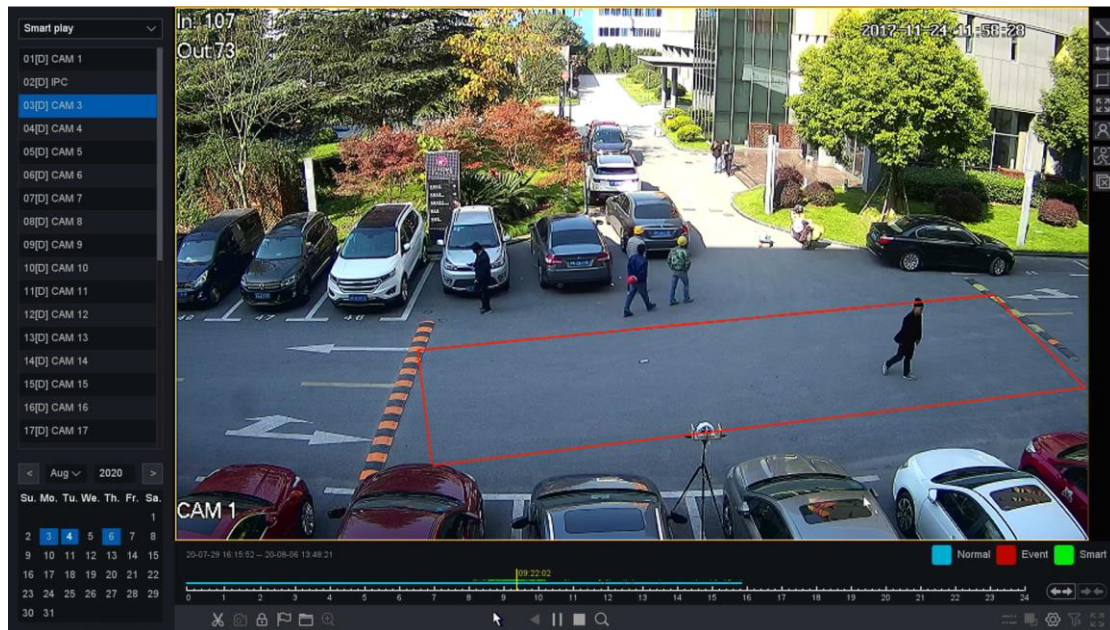 Smart play
01[D] CAM 1
02[D] IPC
03[D] CAM 3
04[D] CAM 4
05[D] CAM 5
06[D] CAM 6
07[D] CAM 7
08[D] CAM 8
09[D] CAM 9
10[D] CAM 10
11[D] CAM 11
12[D] CAM 12
13[D] CAM 13
14[D] CAM 14
15[D] CAM 15
16[D] CAM 16
17[D] CAM 17
< Aug 2020 >
Su. Mo. Tu. We. Th. Fr. Sa.
1
2 3 4 5 6 7 8
9 10 11 12 13 14 15
16 17 18 19 20 21 22
23 24 25 26 27 28 29
30 31
In: 107
Out:73
2017-11-24 11:58:28
47 46
CAM 1
20-07-29 16:15:52 -- 20-08-06 13:48:21
Normal Event Smart
09:22:02
0 1 2 3 4 5 6 7 8 9 10 11 12 13 14 15 16 17 18 19 20 21 22 23 24